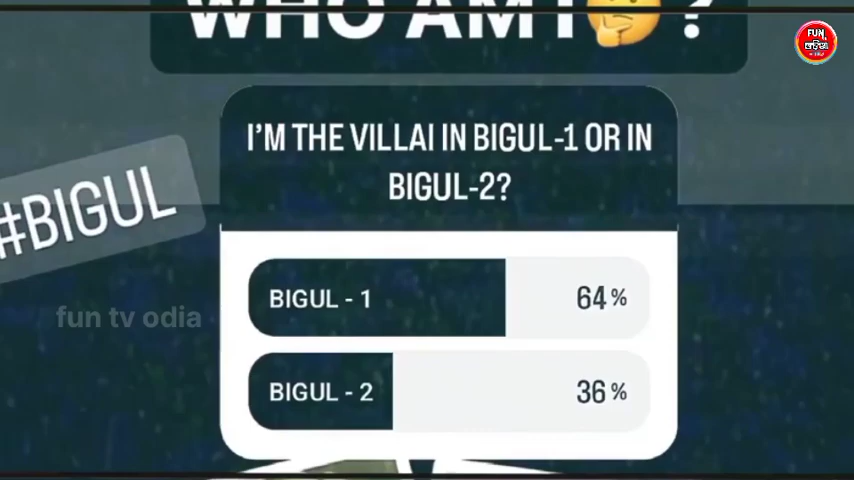 WHO AM I🤔?
FUN
I'M THE VILLAI IN BIGUL-1 OR IN
BIGUL-2?
#BIGUL
BIGUL - 1 64%
fun tv odia
BIGUL - 2 36%